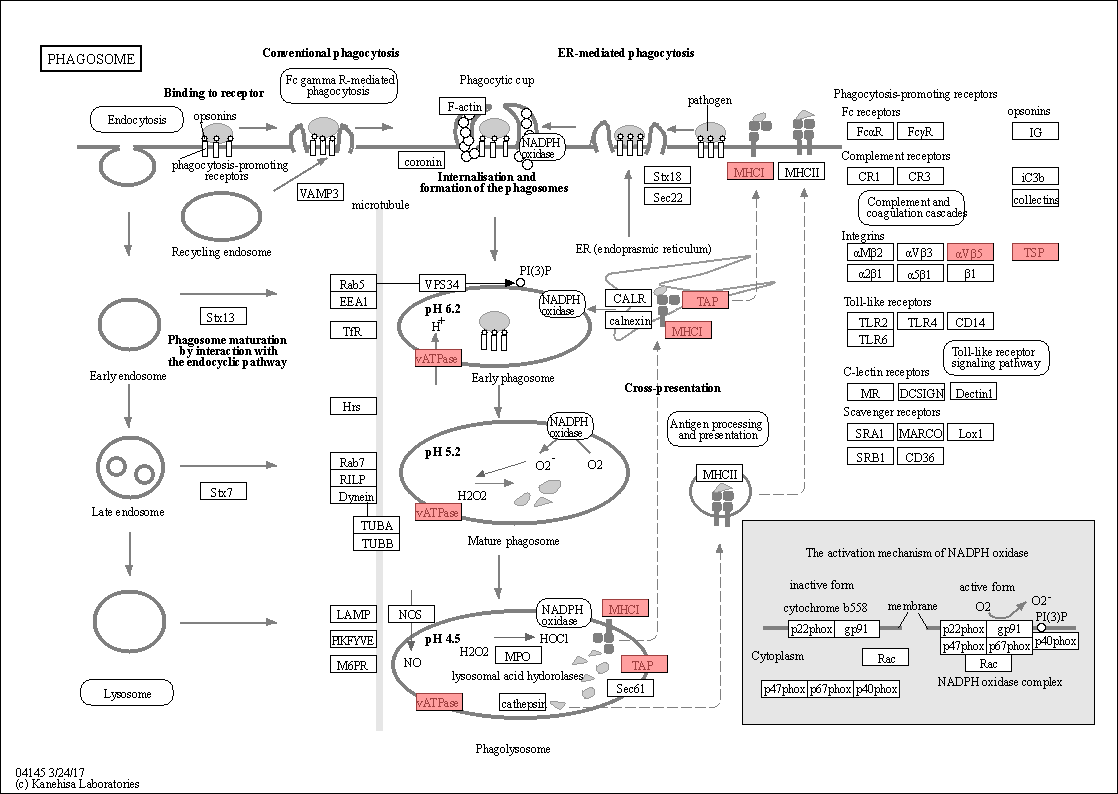 PHAGOSOME
Conventional phagocytosis
ER-mediated phagocytosis
Binding to receptor
Fc gamma R-mediated
phagocytosis
Phagocytic cup
F-actin
pathogen
Phagocytosis-promoting receptors
Endocytosis
opsonins
NADPH
oxidase
phagocytosis-promoting
receptors
coronin
Internalisation and
formation of the phagosomes
Stx18
Sec22
MHCI
MHCII
VAMP3
microtubule
Recycling endosome
ER (endoprasmic reticulum)
Fc receptors
FcαR
FcγR
opsonins
IG
Complement receptors
CR1
CR3
iC3b
collectins
Complement and
coagulation cascades
Integrins
αMβ2
αVβ3
αVβ5
TSP
α2β1
α5β1
β1
Toll-like receptors
TLR2
TLR4
CD14
TLR6
Toll-like receptor
signaling pathway
C-lectin receptors
MR
DCSIGN
Dectin1
Scavenger receptors
SRA1
MARCO
Lox1
SRB1
CD36
Rab5
EEA1
VPS34
PI(3)P
TfR
pH 6.2
H+
NADPH
oxidase
CALR
calnexin
TAP
MHCI
vATPase
Stx13
Phagosome maturation
by interaction with
the endocyclic pathway
Early endosome
Early phagosome
Cross-presentation
Hrs
Antigen processing
and presentation
pH 5.2
NADPH
oxidase
O2-
O2
H2O2
vATPase
MHCII
Rab7
RILP
Dynein
TUBA
TUBB
Stx7
Late endosome
Mature phagosome
LAMP
PIKFYVE
M6PR
NOS
NO
pH 4.5
NADPH
oxidase
HOCl
H2O2
MPO
lysosomal acid hydorolases
MHCI
TAP
Sec61
vATPase
cathepsin
Lysosome
Phagolysosome
The activation mechanism of NADPH oxidase
inactive form
active form
cytochrome b558
membrane
O2
O2-
PI(3)P
p22phox
gp91
p22phox
gp91
p47phox
p67phox
p40phox
Rac
Cytoplasm
Rac
NADPH oxidase complex
p47phox
p67phox
p40phox
04145 3/24/17
(c) Kanehisa Laboratories